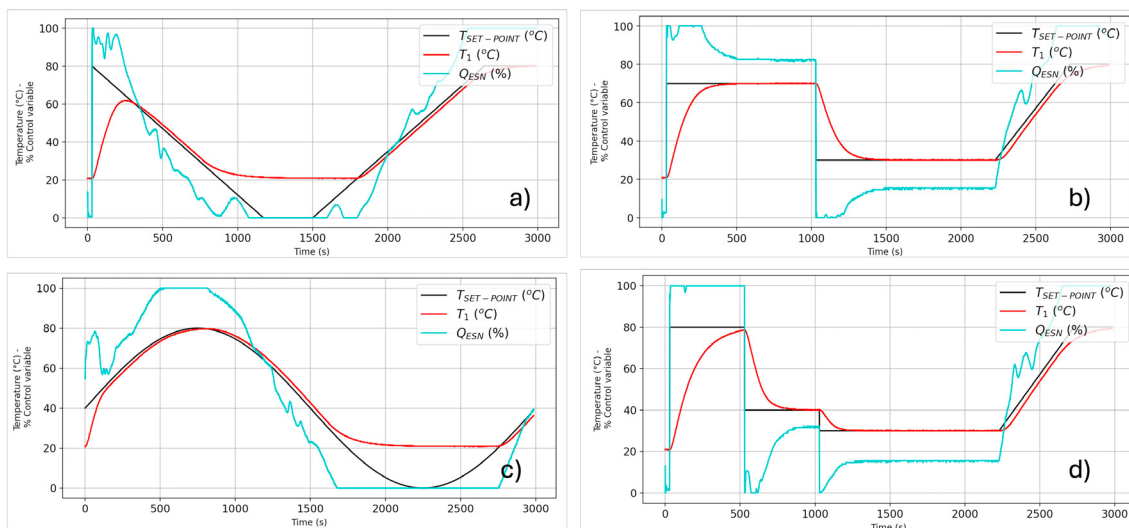 T_SET-POINT (°C)
T_1 (°C)
Q_ESN (%)
100
80
60
40
20
0
Temperature (°C) -
% Control variable
a)
0 500 1000 1500 2000 2500 3000
Time (s)
T_SET-POINT (°C)
T_1 (°C)
Q_ESN (%)
100
80
60
40
20
0
Temperature (°C) -
% Control variable
b)
0 500 1000 1500 2000 2500 3000
Time (s)
T_SET-POINT (°C)
T_1 (°C)
Q_ESN (%)
100
80
60
40
20
0
Temperature (°C) -
% Control variable
c)
0 500 1000 1500 2000 2500 3000
Time (s)
T_SET-POINT (°C)
T_1 (°C)
Q_ESN (%)
100
80
60
40
20
0
Temperature (°C) -
% Control variable
d)
0 500 1000 1500 2000 2500 3000
Time (s)